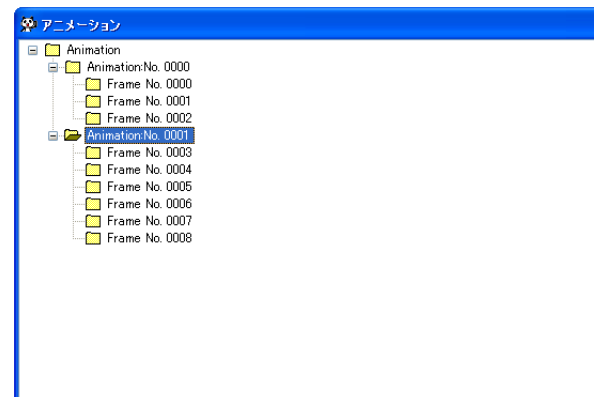 アニメーション
Animation
Animation:No. 0000
Frame No. 0000
Frame No. 0001
Frame No. 0002
Animation:No. 0001
Frame No. 0003
Frame No. 0004
Frame No. 0005
Frame No. 0006
Frame No. 0007
Frame No. 0008